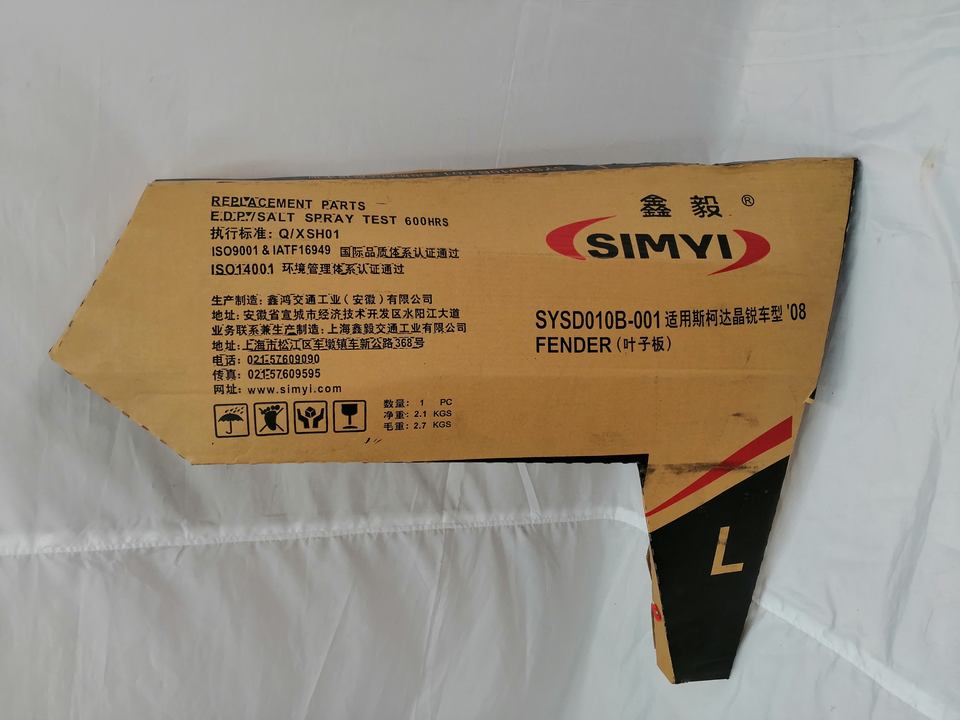 REPLACEMENT PARTS
E.D.P./SALT SPRAY TEST 600HRS
执行标准: Q/XSH01
ISO9001 & IATF16949 国际品质体系认证通过
ISO14001 环境管理体系认证通过
生产制造: 鑫鸿交通工业（安徽）有限公司
地址: 安徽省宣城市经济技术开发区水阳江大道
业务联系兼生产制造: 上海鑫毅交通工业有限公司
地址: 上海市松江区车墩镇车新公路368号
电话: 021-57609090
传真: 021-57609595
网址: www.simyi.com
数量: 1 PC
净重: 2.1 KGS
毛重: 2.7 KGS
鑫毅®
SIMYI
SYSD010B-001 适用斯柯达晶锐车型 '08
FENDER (叶子板)
L